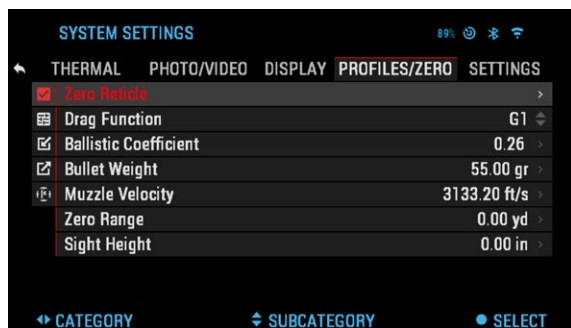 SYSTEM SETTINGS 89%
THERMAL PHOTO/VIDEO DISPLAY PROFILES/ZERO SETTINGS
Zero Reticle
Drag Function G1
Ballistic Coefficient 0.26
Bullet Weight 55.00 gr
Muzzle Velocity 3133.20 ft/s
Zero Range 0.00 yd
Sight Height 0.00 in
CATEGORY SUBCATEGORY SELECT